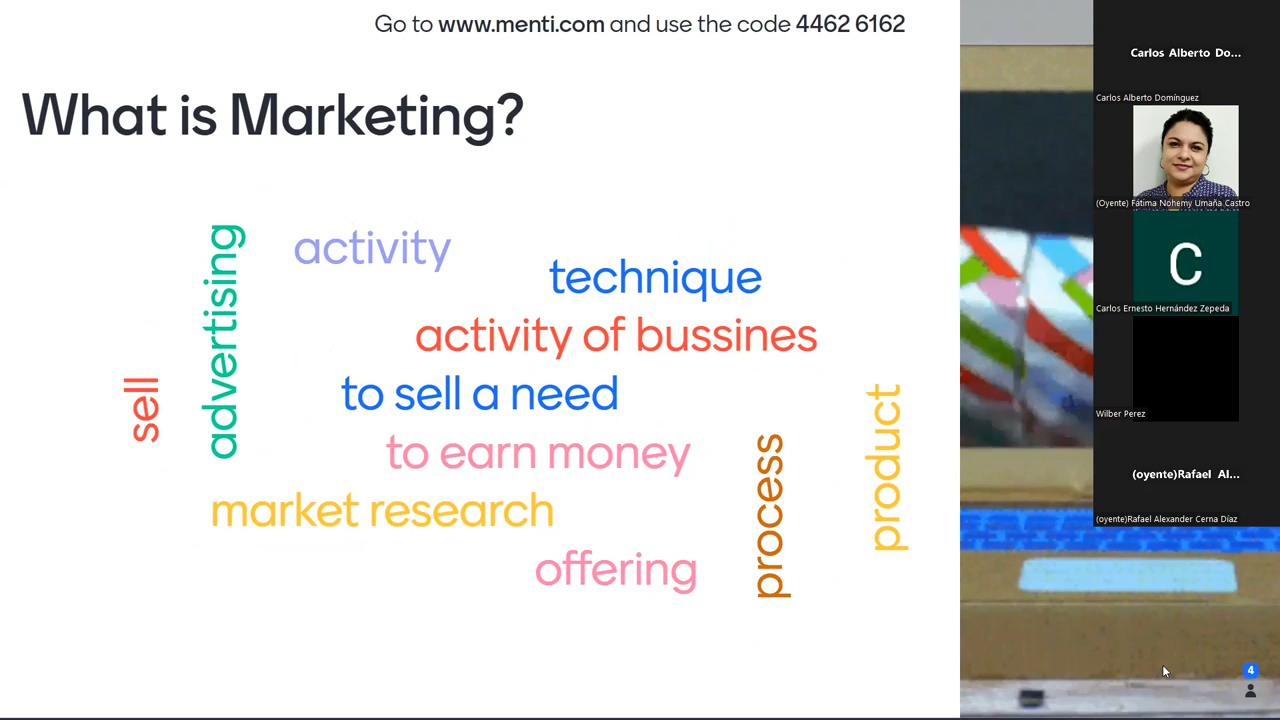 Go to www.menti.com and use the code 4462 6162
What is Marketing?
activity
advertising
technique
activity of bussines
sell
to sell a need
product
to earn money
process
market research
offering
Carlos Alberto Do...
Carlos Alberto Domínguez
(Oyente) Fátima Nohemy Umaña Castro
C
Carlos Ernesto Hernández Zepeda
Wilber Perez
(oyente)Rafael Al...
(oyente)Rafael Alexander Cerna Díaz
4